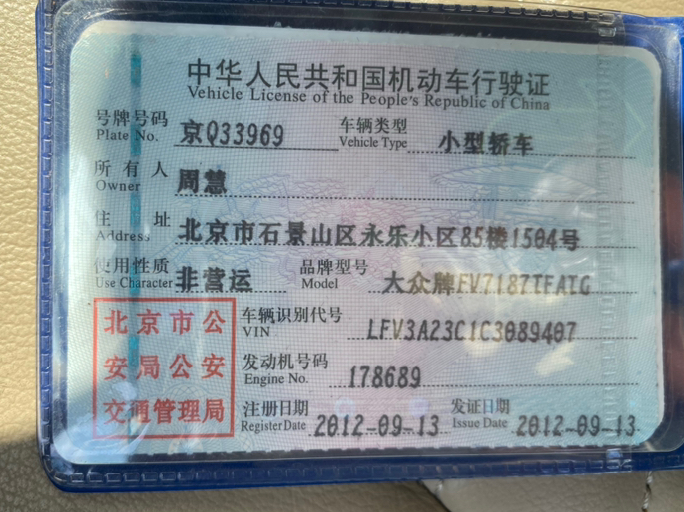 中华人民共和国机动车行驶证
Vehicle License of the People's Republic of China
号牌号码 京Q33969 车辆类型 小型轿车
Plate No. Vehicle Type
所有人 周慧
Owner
住址 北京市石景山区永乐小区85楼1504号
Address
使用性质 非营运 品牌型号 大众牌FV7187TFATG
Use Character Model
北京市公安局公安交通管理局
车辆识别代号 LFV3A23C1C3089407
VIN
发动机号码 178689
Engine No.
注册日期 2012-09-13 发证日期 2012-09-13
Register Date Issue Date